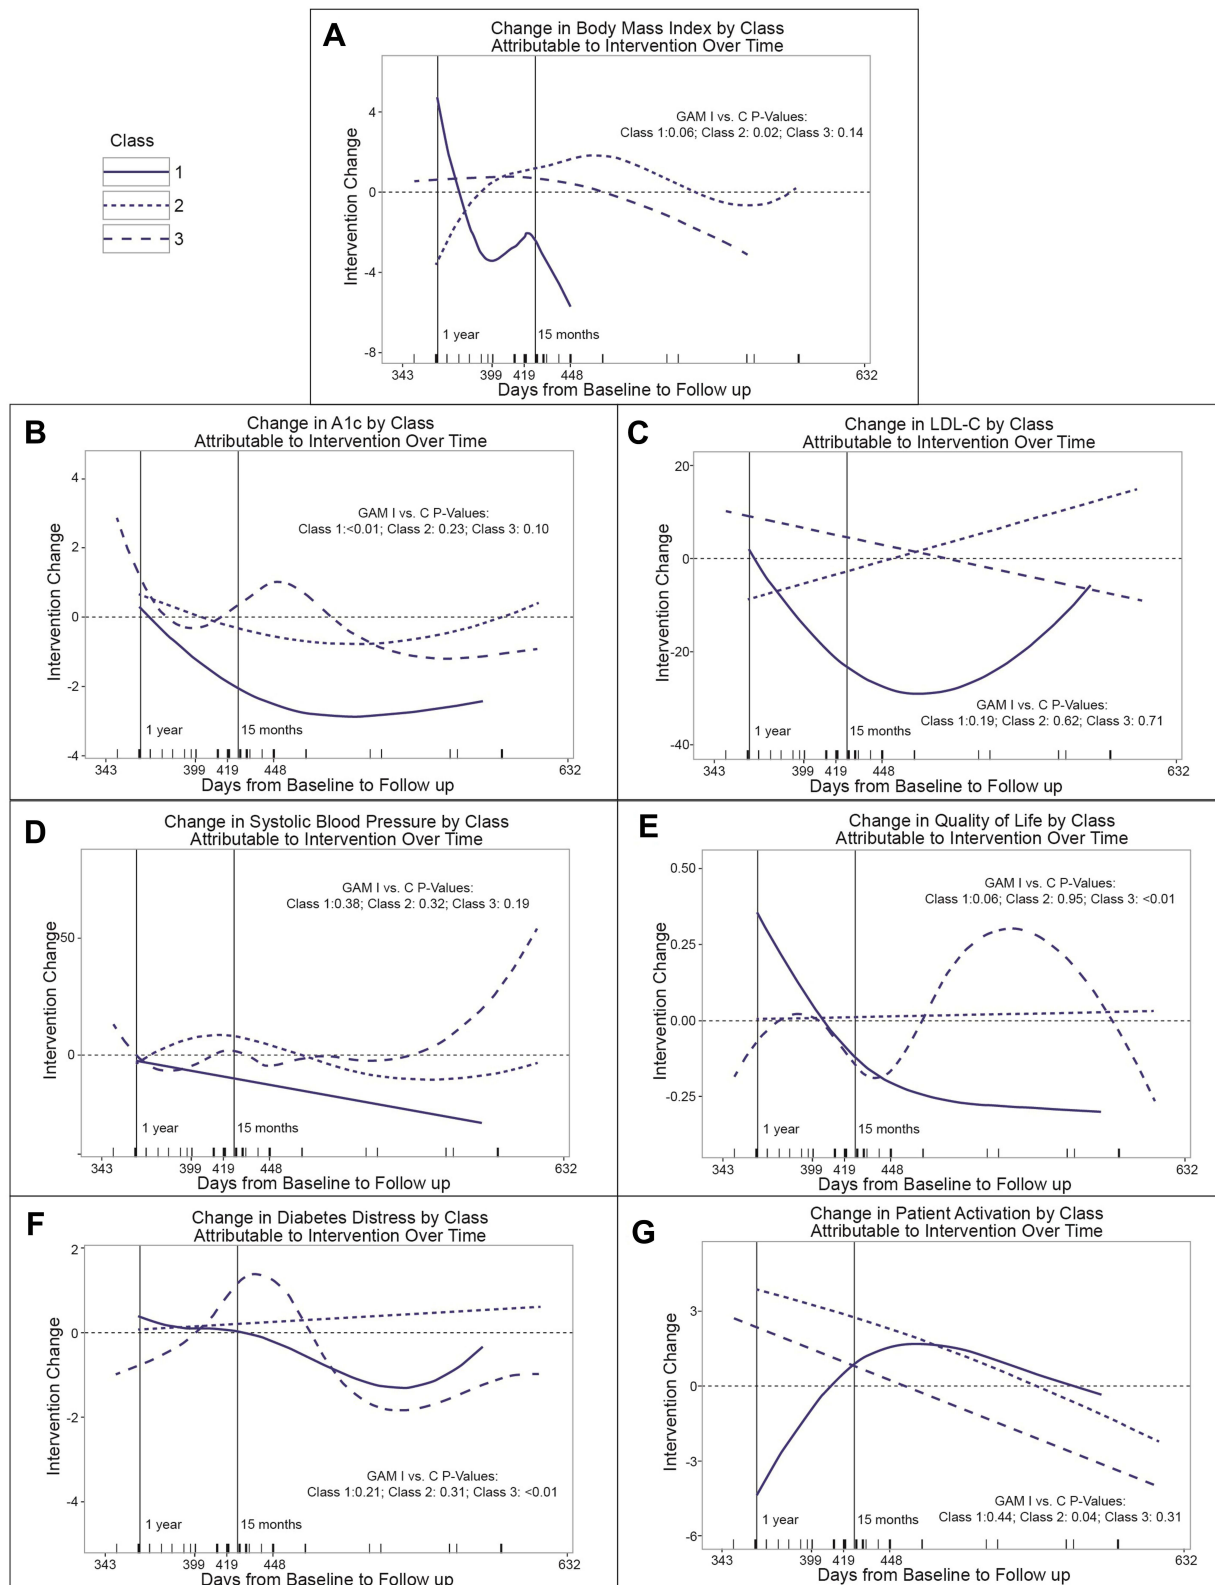 A
Change in Body Mass Index by Class
Attributable to Intervention Over Time
Class
1
2
3
GAM I vs. C P-Values:
Class 1:0.06; Class 2: 0.02; Class 3: 0.14
Intervention Change
4
0
-4
-8
1 year
15 months
343
399
419
448
632
Days from Baseline to Follow up
B
Change in A1c by Class
Attributable to Intervention Over Time
GAM I vs. C P-Values:
Class 1:<0.01; Class 2: 0.23; Class 3: 0.10
Intervention Change
4
2
0
-2
-4
1 year
15 months
343
399
419
448
632
Days from Baseline to Follow up
C
Change in LDL-C by Class
Attributable to Intervention Over Time
Intervention Change
20
0
-20
-40
GAM I vs. C P-Values:
Class 1:0.19; Class 2: 0.62; Class 3: 0.71
1 year
15 months
343
399
419
448
632
Days from Baseline to Follow up
D
Change in Systolic Blood Pressure by Class
Attributable to Intervention Over Time
GAM I vs. C P-Values:
Class 1:0.38; Class 2: 0.32; Class 3: 0.19
Intervention Change
50
0
1 year
15 months
343
399
419
448
632
Days from Baseline to Follow up
E
Change in Quality of Life by Class
Attributable to Intervention Over Time
GAM I vs. C P-Values:
Class 1:0.06; Class 2: 0.95; Class 3: <0.01
Intervention Change
0.50
0.25
0.00
-0.25
1 year
15 months
343
399
419
448
632
Days from Baseline to Follow up
F
Change in Diabetes Distress by Class
Attributable to Intervention Over Time
Intervention Change
2
0
-2
-4
GAM I vs. C P-Values:
Class 1:0.21; Class 2: 0.31; Class 3: <0.01
1 year
15 months
343
399
419
448
632
Days from Baseline to Follow up
G
Change in Patient Activation by Class
Attributable to Intervention Over Time
Intervention Change
3
0
-3
-6
GAM I vs. C P-Values:
Class 1:0.44; Class 2: 0.04; Class 3: 0.31
1 year
15 months
343
399
419
448
632
Days from Baseline to Follow up